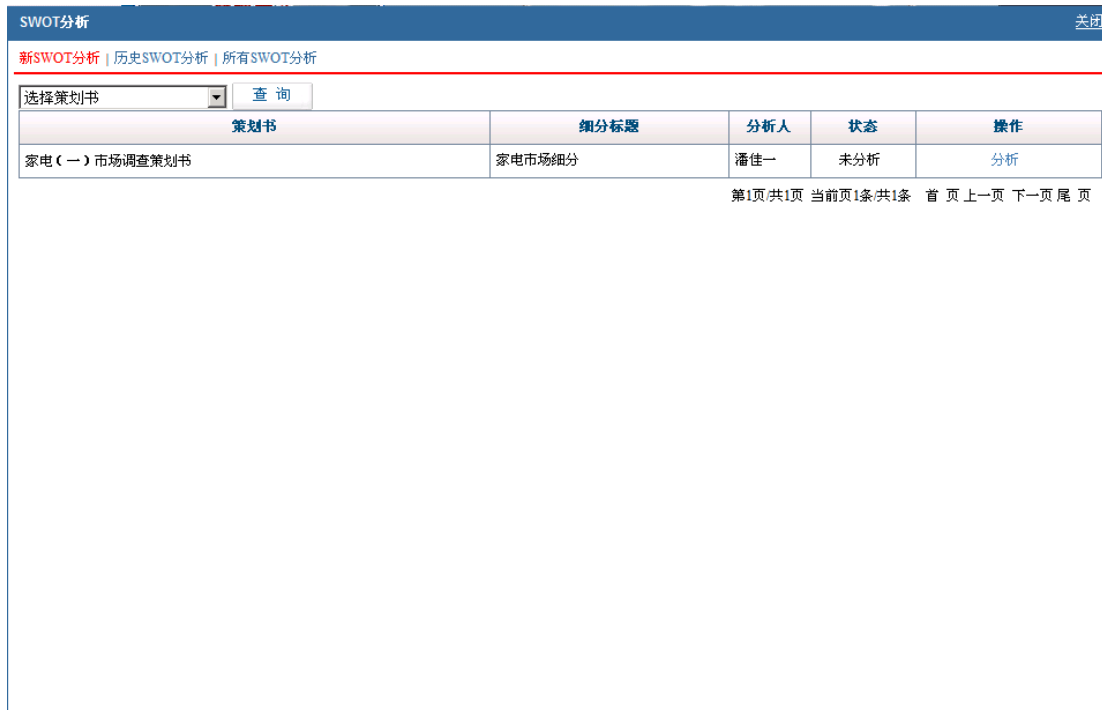 SWOT分析 关闭
新SWOT分析 | 历史SWOT分析 | 所有SWOT分析
选择策划书 查 询
策划书 细分标题 分析人 状态 操作
家电(一)市场调查策划书 家电市场细分 潘佳一 未分析 分析
第1页/共1页 当前页1条/共1条 首 页 上一页 下一页 尾 页